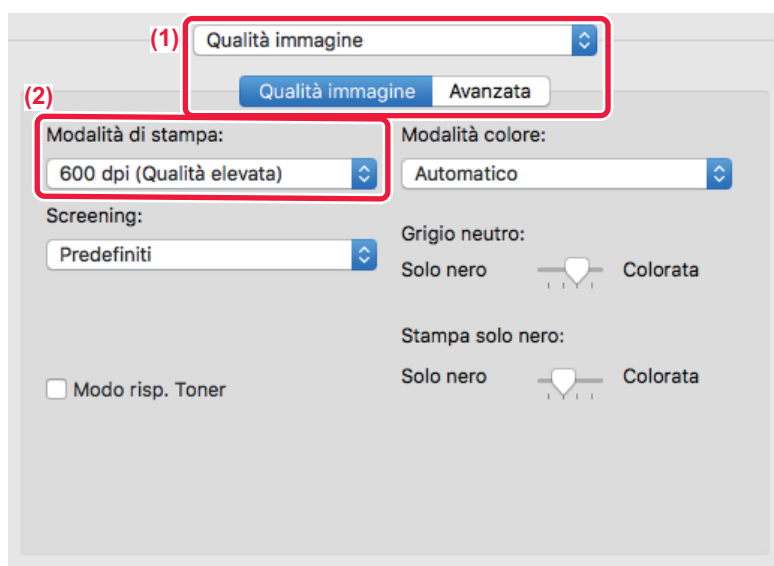 (1)
Qualità immagine
Qualità immagine
Avanzata
(2)
Modalità di stampa:
600 dpi (Qualità elevata)
Screening:
Predefiniti
Modo risp. Toner
Modalità colore:
Automatico
Grigio neutro:
Solo nero
Colorata
Stampa solo nero:
Solo nero
Colorata